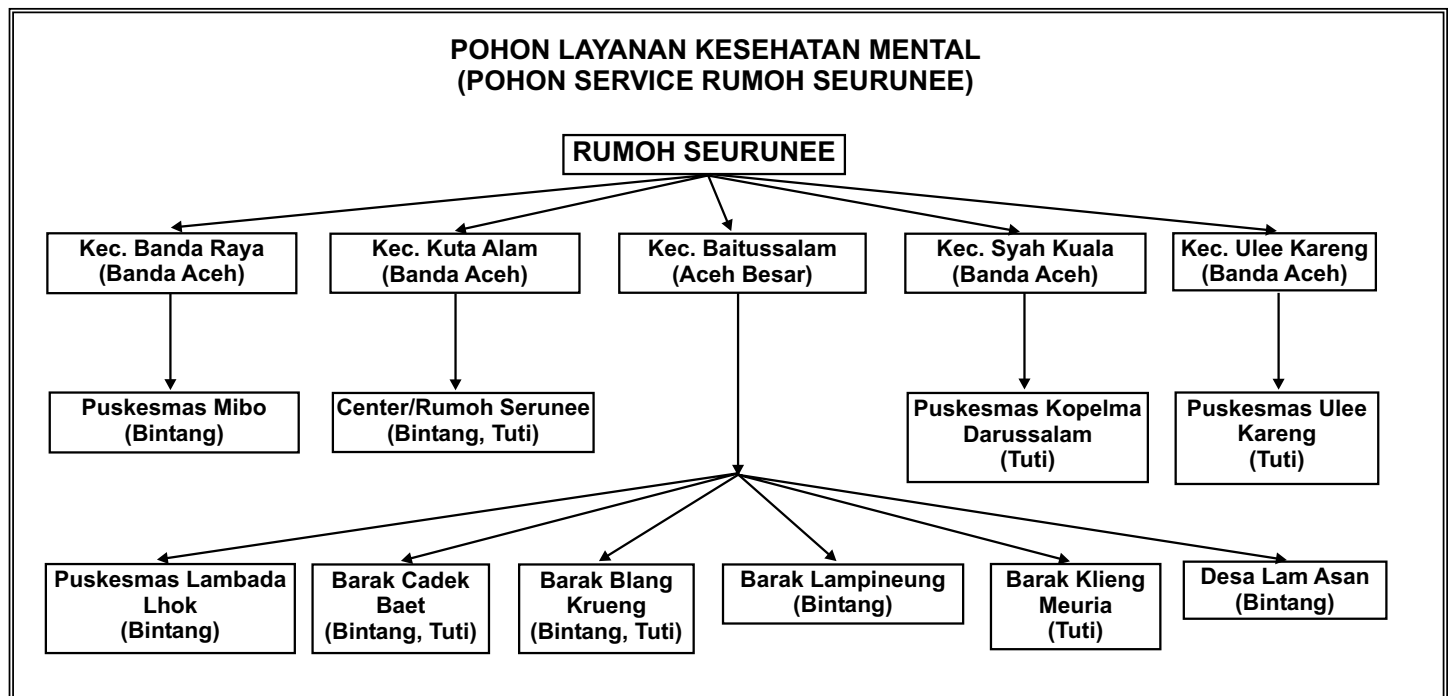 POHON LAYANAN KESEHATAN MENTAL
(POHON SERVICE RUMOH SEURUNEE)
RUMOH SEURUNEE
Kec. Banda Raya
(Banda Aceh)
Kec. Kuta Alam
(Banda Aceh)
Kec. Baitussalam
(Aceh Besar)
Kec. Syah Kuala
(Banda Aceh)
Kec. Ulee Kareng
(Banda Aceh)
Puskesmas Mibo
(Bintang)
Center/Rumoh Serunee
(Bintang, Tuti)
Puskesmas Kopelma
Darussalam
(Tuti)
Puskesmas Ulee
Kareng
(Tuti)
Puskesmas Lambada
Lhok
(Bintang)
Barak Cadek
Baet
(Bintang, Tuti)
Barak Blang
Krueng
(Bintang, Tuti)
Barak Lampineung
(Bintang)
Barak Klieng
Meuria
(Tuti)
Desa Lam Asan
(Bintang)